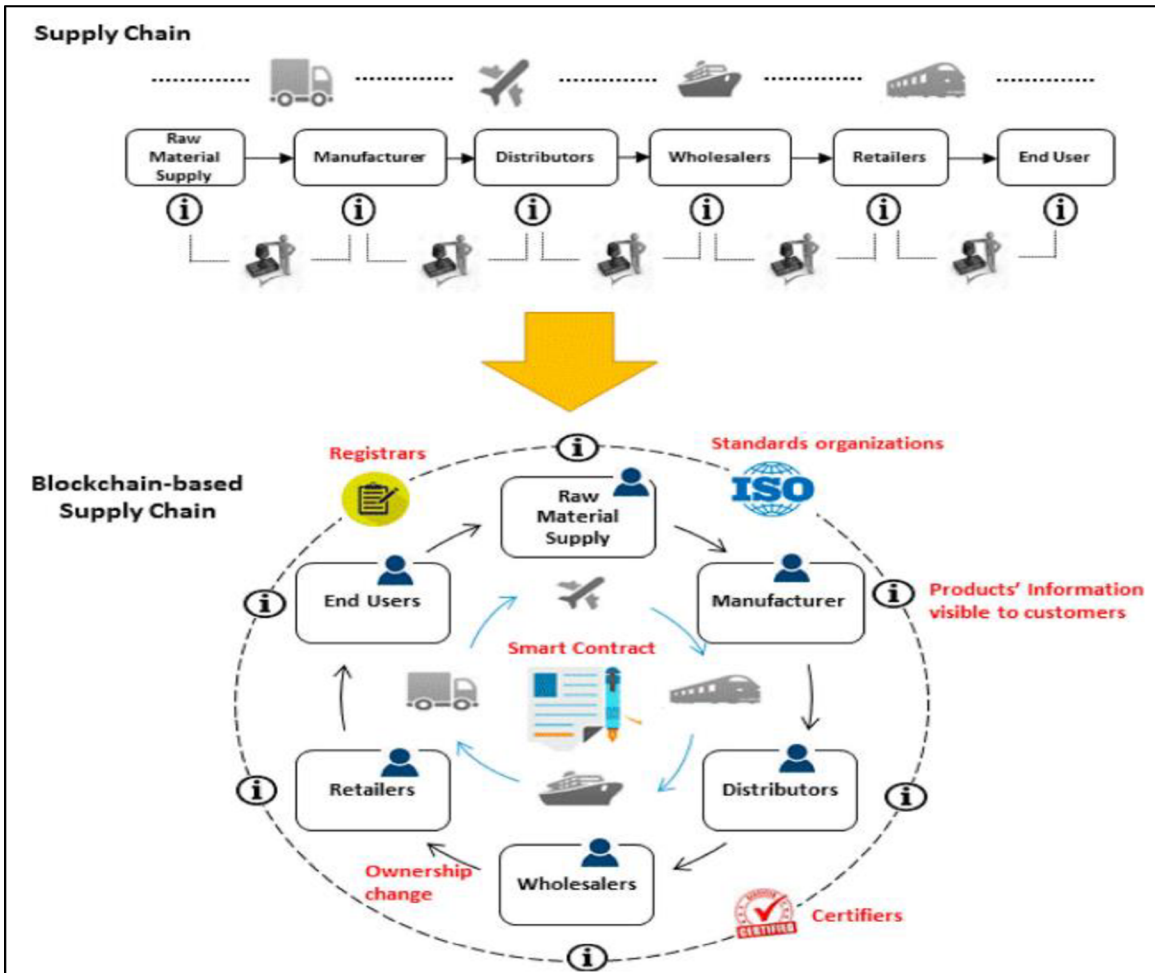 Supply Chain
Raw
Material
Supply
Manufacturer
Distributors
Wholesalers
Retailers
End User
i
i
i
i
i
i
Registrars
i
Standards organizations
ISO
Blockchain-based
Supply Chain
Raw
Material
Supply
End Users
i
Manufacturer
i
Products' Information
visible to customers
Smart Contract
Retailers
i
Distributors
i
Ownership
change
Wholesalers
CERTIFIED
Certifiers
i